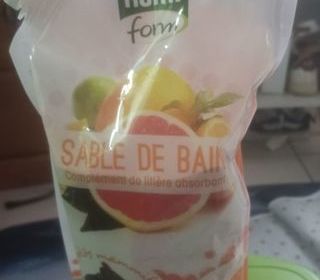 form
SABLE DE BAIN
Complément de litière absorbant